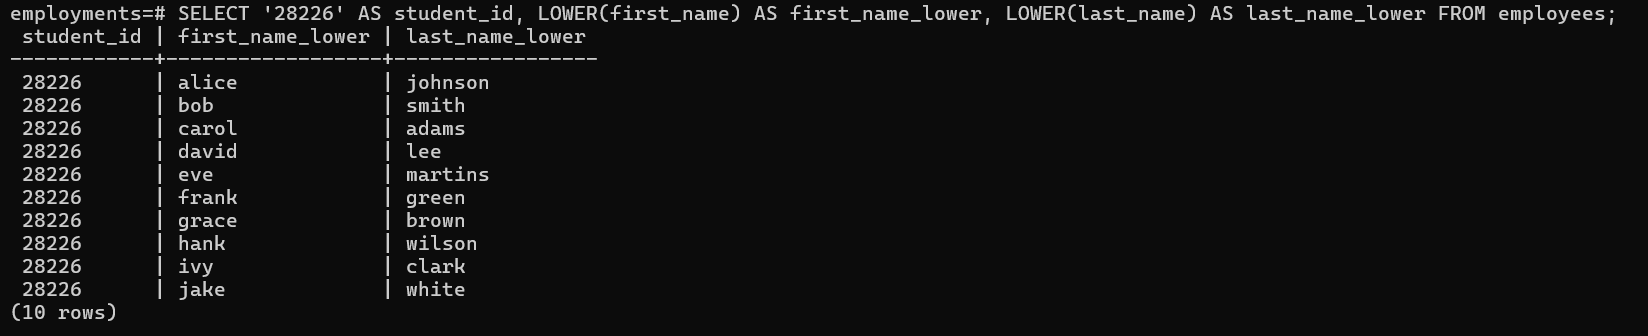 employments=# SELECT '28226' AS student_id, LOWER(first_name) AS first_name_lower, LOWER(last_name) AS last_name_lower FROM employees;
 student_id | first_name_lower | last_name_lower
------------+------------------+-----------------
 28226      | alice            | johnson
 28226      | bob              | smith
 28226      | carol            | adams
 28226      | david            | lee
 28226      | eve              | martins
 28226      | frank            | green
 28226      | grace            | brown
 28226      | hank             | wilson
 28226      | ivy              | clark
 28226      | jake             | white
(10 rows)